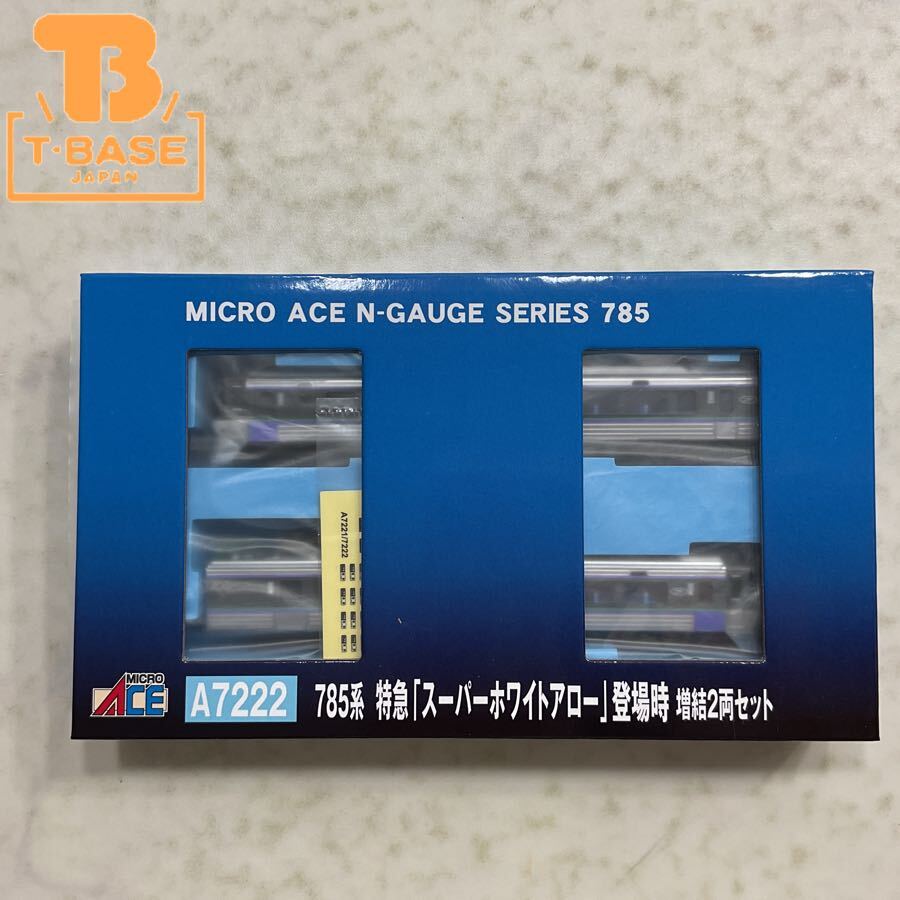 B
T・BASE
JAPAN
MICRO ACE N-GAUGE SERIES 785
A7221/7222
MICRO
ACE
A7222 785系 特急「スーパーホワイトアロー」登場時 増結2両セット